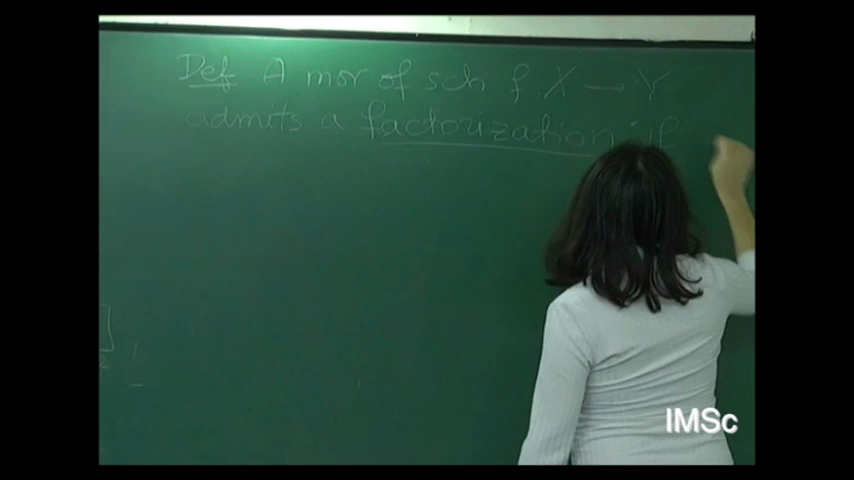 Def A mor of sch f: X → Y
admits a factorization if
IMSc